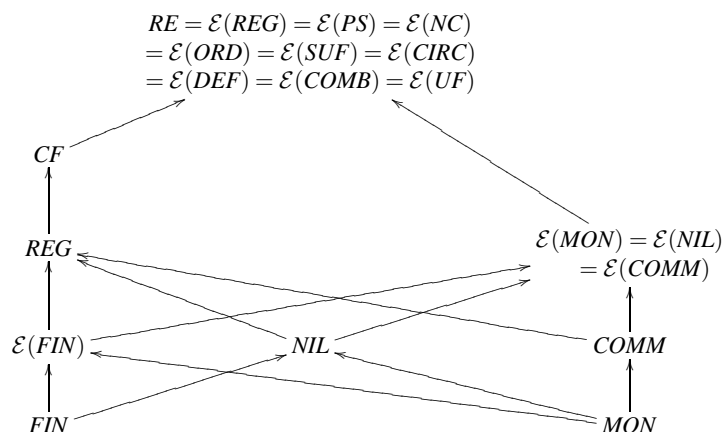 RE = ℰ(REG) = ℰ(PS) = ℰ(NC)
= ℰ(ORD) = ℰ(SUF) = ℰ(CIRC)
= ℰ(DEF) = ℰ(COMB) = ℰ(UF)
CF
REG
ℰ(MON) = ℰ(NIL)
= ℰ(COMM)
ℰ(FIN)
NIL
COMM
FIN
MON